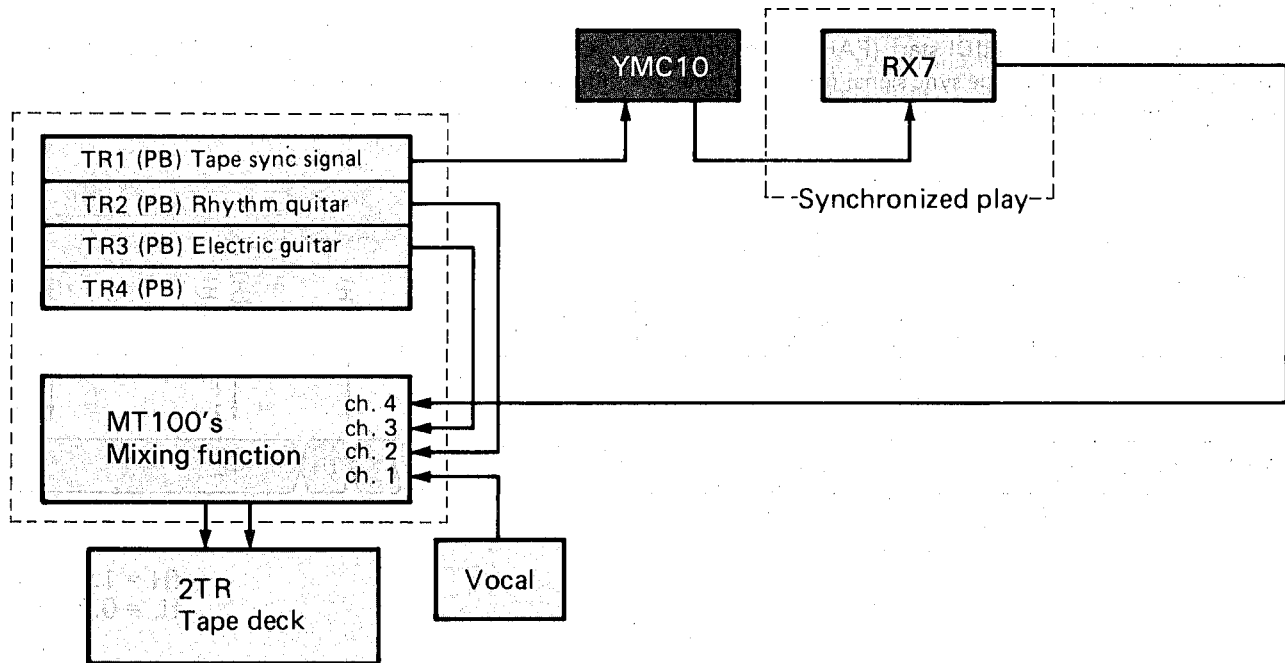 YMC10
RX7
TR1 (PB) Tape sync signal
TR2 (PB) Rhythm quitar
TR3 (PB) Electric guitar
TR4 (PB)
Synchronized play
MT100's
Mixing function
ch. 4
ch. 3
ch. 2
ch. 1
2TR
Tape deck
Vocal